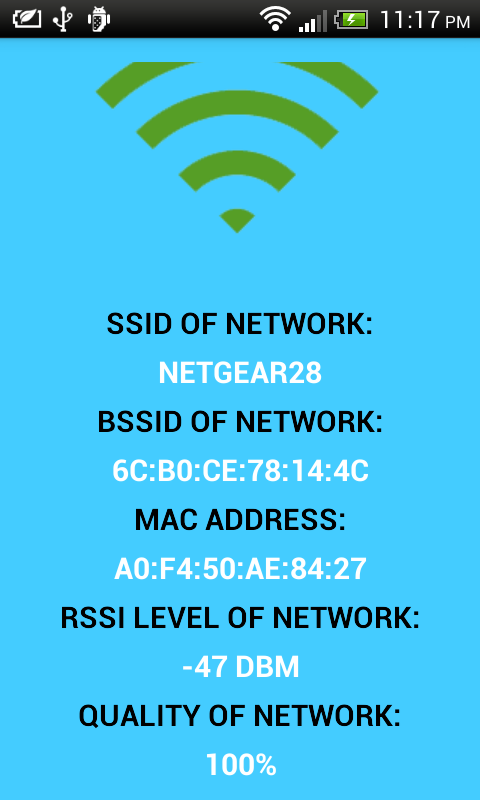 11:17 PM
SSID OF NETWORK:
NETGEAR28
BSSID OF NETWORK:
6C:B0:CE:78:14:4C
MAC ADDRESS:
A0:F4:50:AE:84:27
RSSI LEVEL OF NETWORK:
-47 DBM
QUALITY OF NETWORK:
100%